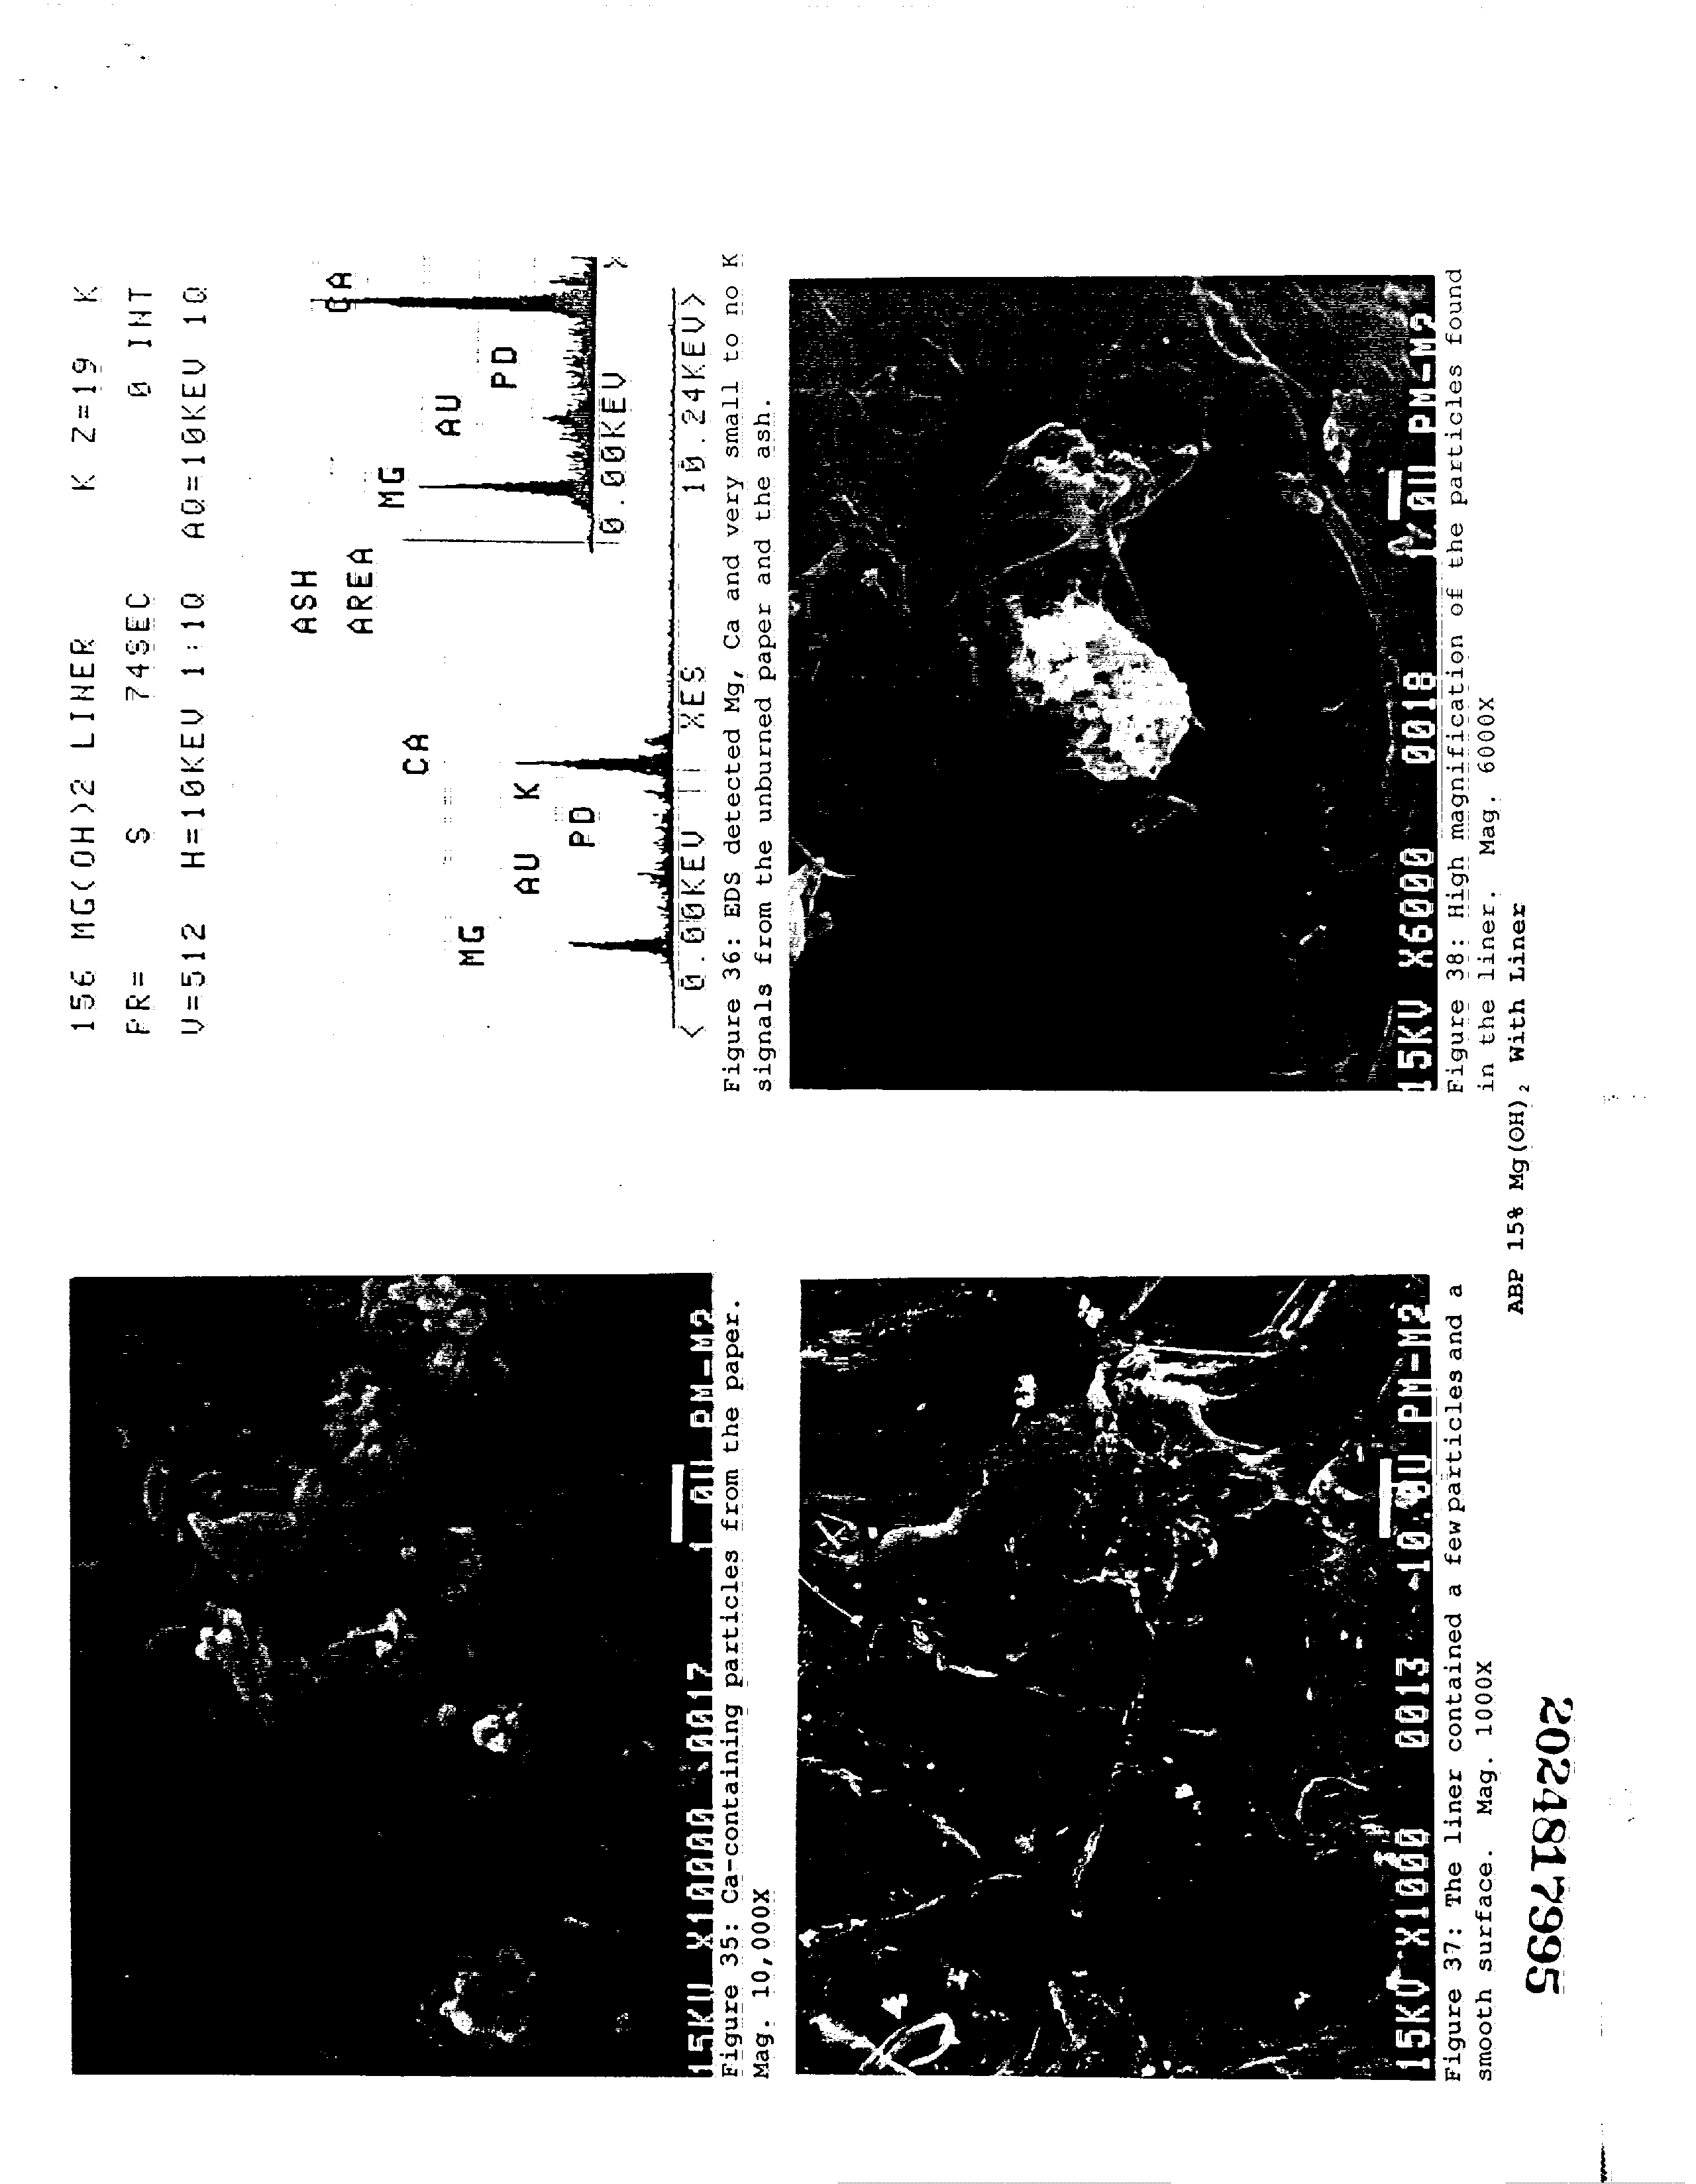 15KU X10000 0017 1.0U PM-M2
Figure 35: Ca-containing particles from the paper.
Mag. 10,000X
156 MG(OH)2 LINER K Z=19 K
PR= S 74SEC 0 INT
V=512 H=10KEV 1:1Q AQ=10KEV 1Q
ASH
AREA
CA
MG
AU
PD
0.00KEV >
CA
MG
AU
K
PD
< 0.00KEV XES 10.24KEV>
Figure 36: EDS detected Mg, Ca and very small to no K
signals from the unburned paper and the ash.
15KU X1000 0013 10.0U PM-M2
Figure 37: The liner contained a few particles and a
smooth surface. Mag. 1000X
15KU X6000 0018 1.0U PM-M2
Figure 38: High magnification of the particles found
in the liner. Mag. 6000X
ABP 15% Mg(OH)₂ With Liner
2024817995